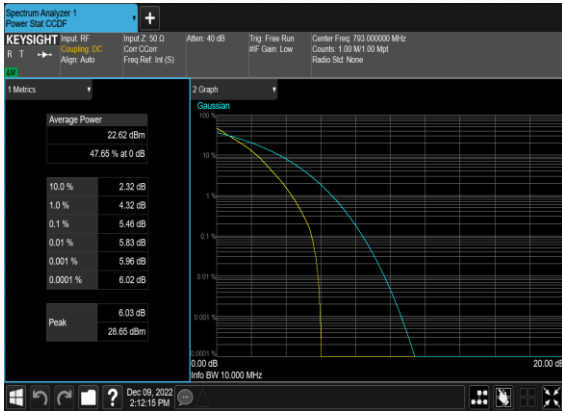 Spectrum Analyzer 1
Power Stat CCDF
+
KEYSIGHT
R T
LXI
Input: RF
Coupling: DC
Align: Auto
Input Z: 50 Ω
Corr CCorr
Freq Ref: Int (S)
Atten: 40 dB
Trig: Free Run
#IF Gain: Low
Center Freq: 793.000000 MHz
Counts: 1.00 M/1.00 Mpt
Radio Std: None
1 Metrics
Average Power
22.62 dBm
47.65 % at 0 dB
10.0 % 2.32 dB
1.0 % 4.32 dB
0.1 % 5.46 dB
0.01 % 5.83 dB
0.001 % 5.96 dB
0.0001 % 6.02 dB
Peak
6.03 dB
28.65 dBm
2 Graph
Gaussian
100 %
10 %
1 %
0.1 %
0.01 %
0.001 %
0.0001 %
0.00 dB 20.00 dB
Info BW 10.000 MHz
?
Dec 09, 2022
2:12:15 PM